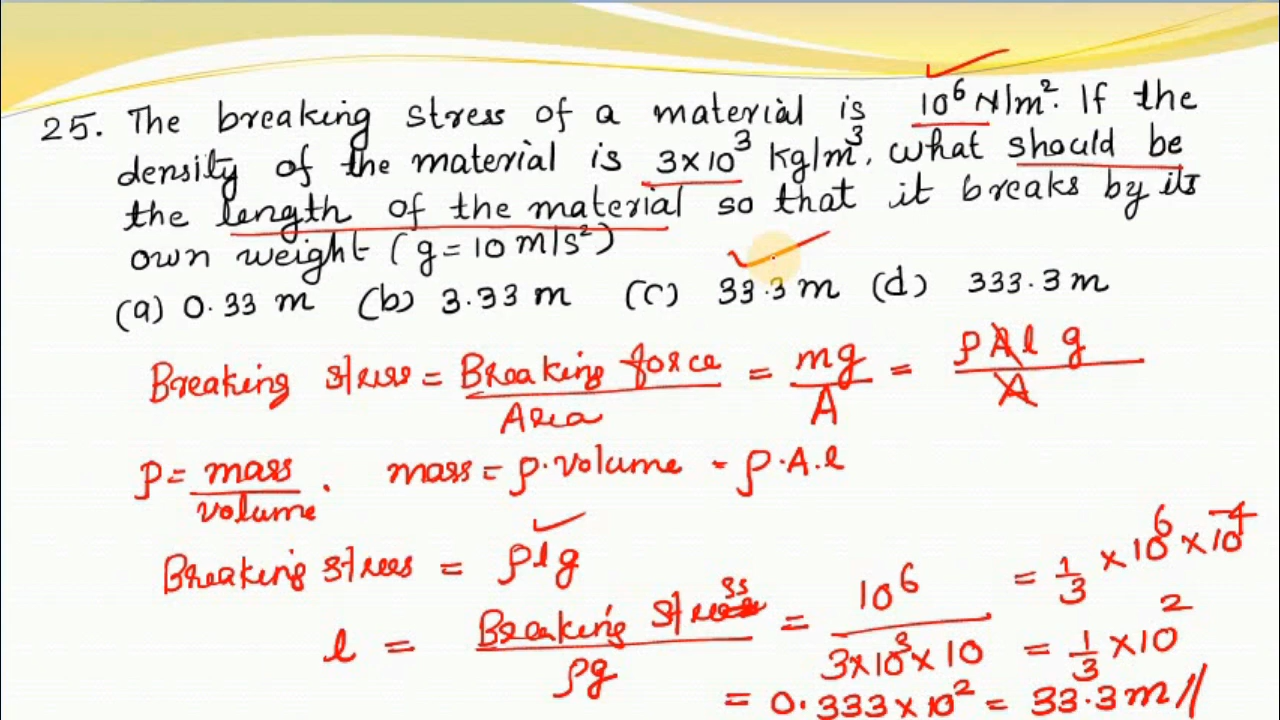 25. The breaking stress of a material is 10⁶ N/m². If the
density of the material is 3×10³ Kg/m³. what should be
the length of the material so that it breaks by its
own weight (g = 10 m/s²)
(a) 0.33 m (b) 3.33 m (c) 33.3 m (d) 333.3 m
Breaking stress = Breaking force / Area = mg / A = ρAlg / A
ρ = mass / volume. mass = ρ·volume = ρ·A·l
Breaking stress = ρlg
l = Breaking stress / ρg = 10⁶ / 3×10³×10 = 1/3 × 10⁶ × 10⁻⁴
= 1/3 × 10²
= 0.333×10² = 33.3 m //